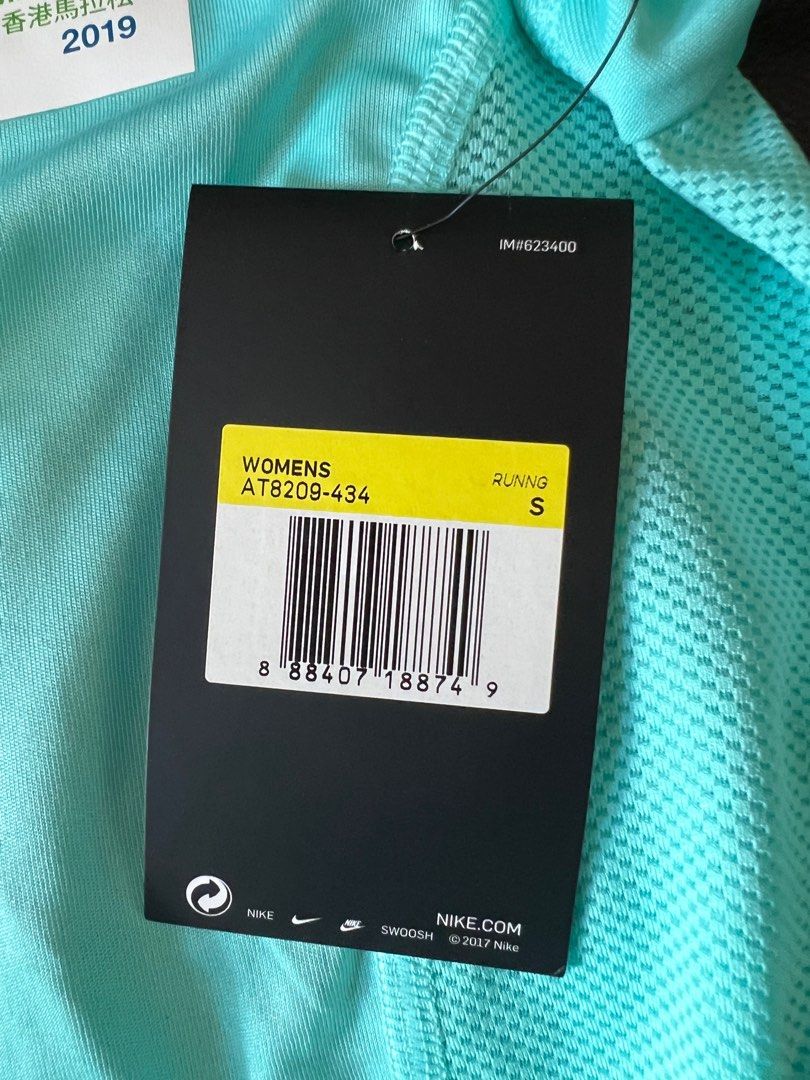 香港馬拉松
2019
IM#623400
WOMENS
AT8209-434
RUNNG
S
8 88407 18874 9
NIKE
NIKE
SWOOSH
NIKE.COM
© 2017 Nike